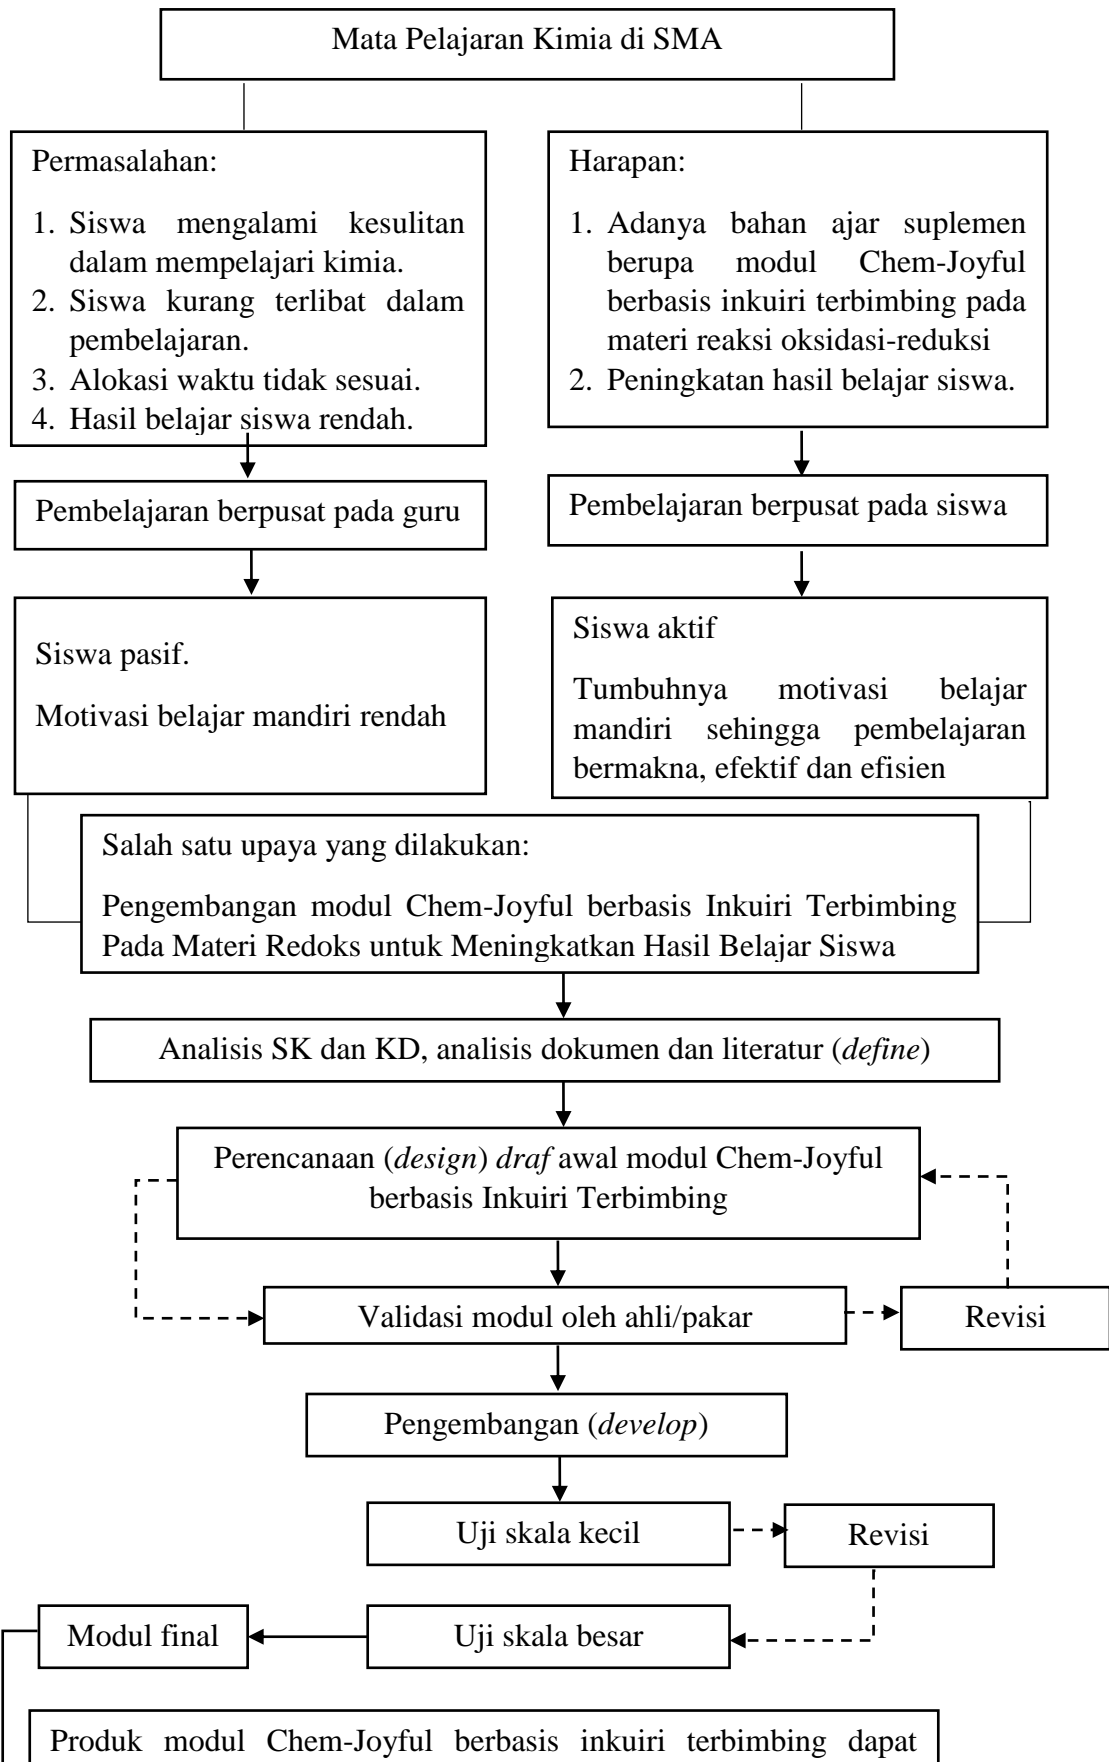 Mata Pelajaran Kimia di SMA
Permasalahan:
1. Siswa mengalami kesulitan
dalam mempelajari kimia.
2. Siswa kurang terlibat dalam
pembelajaran.
3. Alokasi waktu tidak sesuai.
4. Hasil belajar siswa rendah.
Harapan:
1. Adanya bahan ajar suplemen
berupa modul Chem-Joyful
berbasis inkuiri terbimbing pada
materi reaksi oksidasi-reduksi
2. Peningkatan hasil belajar siswa.
Pembelajaran berpusat pada guru
Pembelajaran berpusat pada siswa
Siswa pasif.
Motivasi belajar mandiri rendah
Siswa aktif
Tumbuhnya motivasi belajar
mandiri sehingga pembelajaran
bermakna, efektif dan efisien
Salah satu upaya yang dilakukan:
Pengembangan modul Chem-Joyful berbasis Inkuiri Terbimbing
Pada Materi Redoks untuk Meningkatkan Hasil Belajar Siswa
Analisis SK dan KD, analisis dokumen dan literatur (define)
Perencanaan (design) draf awal modul Chem-Joyful
berbasis Inkuiri Terbimbing
Validasi modul oleh ahli/pakar
Revisi
Pengembangan (develop)
Uji skala kecil
Revisi
Modul final
Uji skala besar
Produk modul Chem-Joyful berbasis inkuiri terbimbing dapat